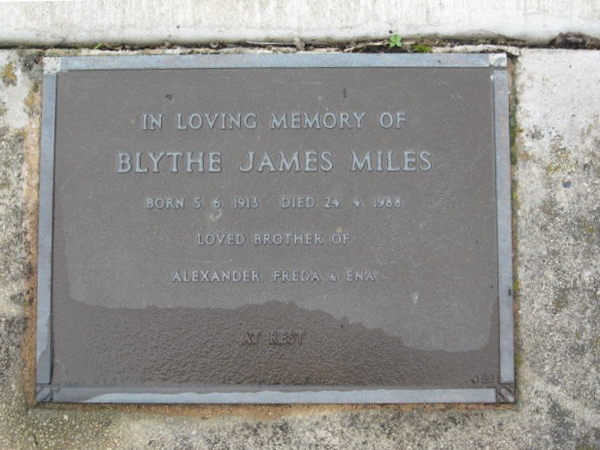 IN LOVING MEMORY OF
BLYTHE JAMES MILES
BORN 5. 6. 1913 DIED 24. 4. 1988
LOVED BROTHER OF
ALEXANDER, FREDA & ENA
AT REST